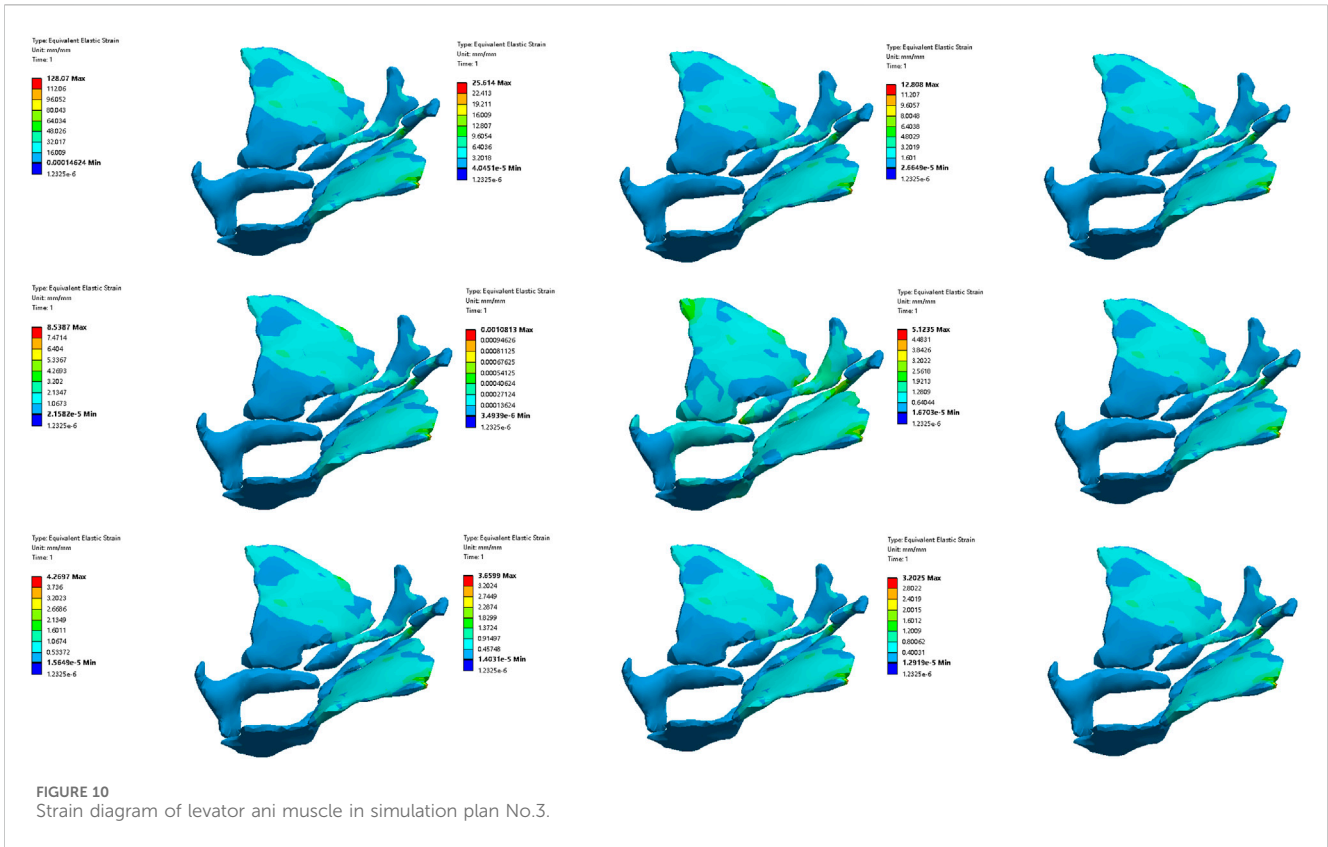 Type: Equivalent Elastic Strain
Unit: mm/mm
Time: 1
128.07 Max
112.06
96.052
80.043
64.034
48.026
32.017
16.009
0.00014624 Min
1.2325e-6
Type: Equivalent Elastic Strain
Unit: mm/mm
Time: 1
25.614 Max
22.413
19.211
16.009
12.807
9.6054
6.4036
3.2018
4.0451e-5 Min
1.2325e-6
Type: Equivalent Elastic Strain
Unit: mm/mm
Time: 1
12.808 Max
11.207
9.6057
8.0048
6.4038
4.8029
3.2019
1.601
2.6649e-5 Min
1.2325e-6
Type: Equivalent Elastic Strain
Unit: mm/mm
Time: 1
8.5387 Max
7.4714
6.404
5.3367
4.2693
3.202
2.1347
1.0673
2.1582e-5 Min
1.2325e-6
Type: Equivalent Elastic Strain
Unit: mm/mm
Time: 1
0.0010813 Max
0.00094626
0.00081125
0.00067625
0.00054125
0.00040624
0.00027124
0.00013624
3.4939e-6 Min
1.2325e-6
Type: Equivalent Elastic Strain
Unit: mm/mm
Time: 1
5.1235 Max
4.4831
3.8426
3.2022
2.5618
1.9213
1.2809
0.64044
1.6703e-5 Min
1.2325e-6
Type: Equivalent Elastic Strain
Unit: mm/mm
Time: 1
4.2697 Max
3.736
3.2023
2.6686
2.1349
1.6011
1.0674
0.53372
1.5649e-5 Min
1.2325e-6
Type: Equivalent Elastic Strain
Unit: mm/mm
Time: 1
3.6599 Max
3.2024
2.7449
2.2874
1.8299
1.3724
0.91497
0.45748
1.4031e-5 Min
1.2325e-6
Type: Equivalent Elastic Strain
Unit: mm/mm
Time: 1
3.2025 Max
2.8022
2.4019
2.0015
1.6012
1.2009
0.80062
0.40031
1.2919e-5 Min
1.2325e-6
FIGURE 10
Strain diagram of levator ani muscle in simulation plan No.3.